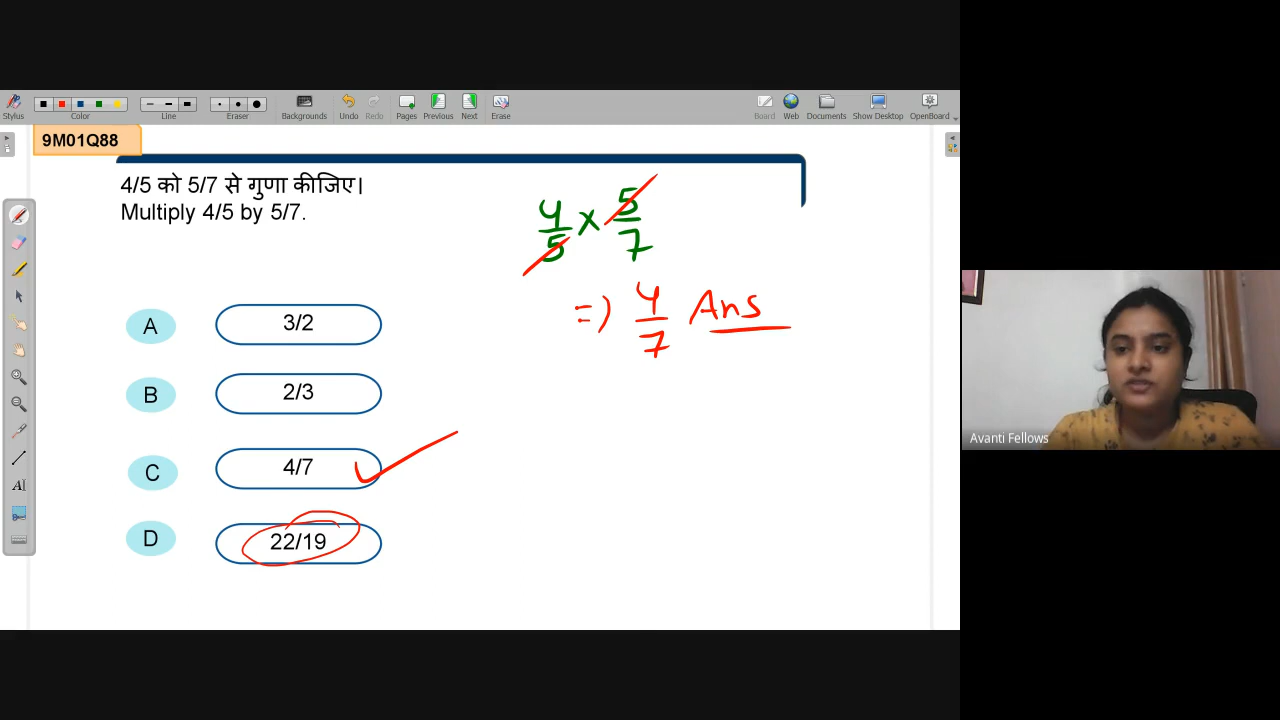 Stylus
Color
Line
Eraser
Backgrounds
Undo
Redo
Pages
Previous
Next
Erase
Board
Web
Documents
Show Desktop
OpenBoard
9M01Q88
4/5 को 5/7 से गुणा कीजिए।
Multiply 4/5 by 5/7.
4/5 x 5/7
=) 4/7 Ans
A 3/2
B 2/3
C 4/7
D 22/19
AI
Avanti Fellows